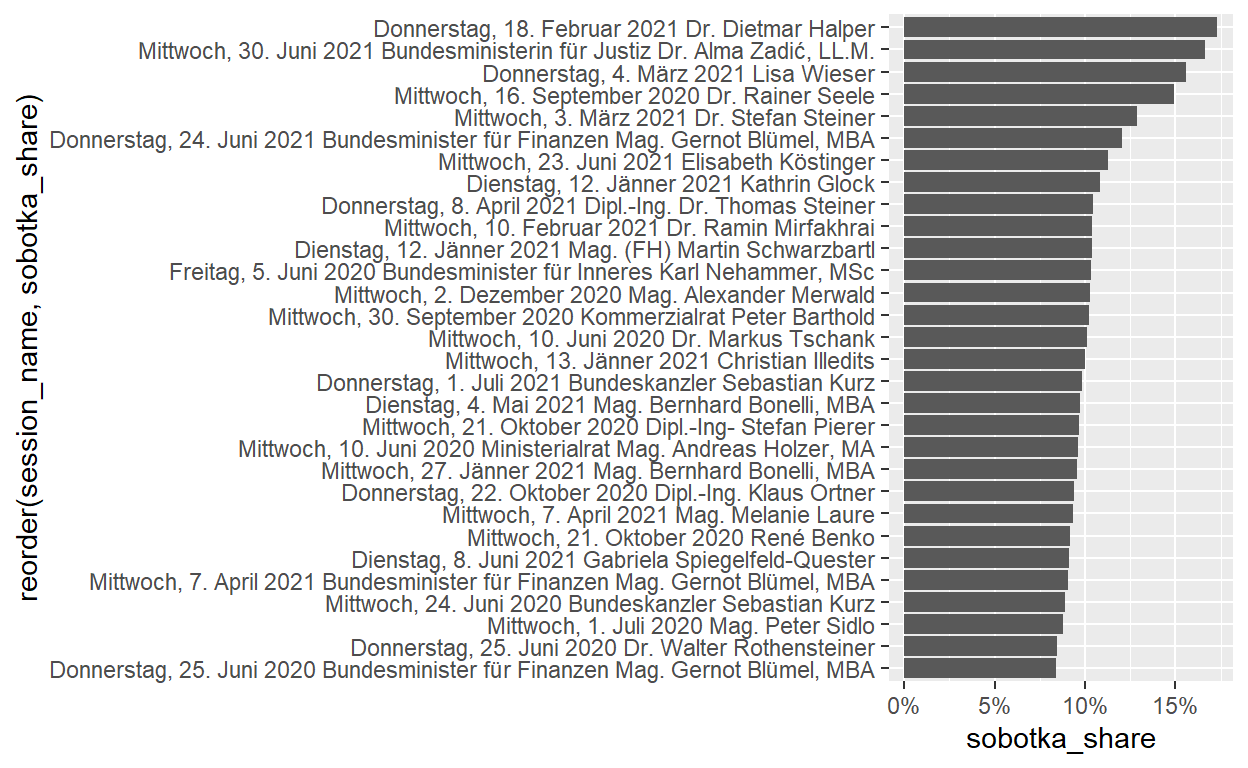 Donnerstag, 18. Februar 2021 Dr. Dietmar Halper
Mittwoch, 30. Juni 2021 Bundesministerin für Justiz Dr. Alma Zadić, LL.M.
Donnerstag, 4. März 2021 Lisa Wieser
Mittwoch, 16. September 2020 Dr. Rainer Seele
Mittwoch, 3. März 2021 Dr. Stefan Steiner
Donnerstag, 24. Juni 2021 Bundesminister für Finanzen Mag. Gernot Blümel, MBA
Mittwoch, 23. Juni 2021 Elisabeth Köstinger
Dienstag, 12. Jänner 2021 Kathrin Glock
Donnerstag, 8. April 2021 Dipl.-Ing. Dr. Thomas Steiner
Mittwoch, 10. Februar 2021 Dr. Ramin Mirfakhrai
Dienstag, 12. Jänner 2021 Mag. (FH) Martin Schwarzbartl
Freitag, 5. Juni 2020 Bundesminister für Inneres Karl Nehammer, MSc
Mittwoch, 2. Dezember 2020 Mag. Alexander Merwald
Mittwoch, 30. September 2020 Kommerzialrat Peter Barthold
Mittwoch, 10. Juni 2020 Dr. Markus Tschank
Mittwoch, 13. Jänner 2021 Christian Illedits
Donnerstag, 1. Juli 2021 Bundeskanzler Sebastian Kurz
Dienstag, 4. Mai 2021 Mag. Bernhard Bonelli, MBA
Mittwoch, 21. Oktober 2020 Dipl.-Ing- Stefan Pierer
Mittwoch, 10. Juni 2020 Ministerialrat Mag. Andreas Holzer, MA
Mittwoch, 27. Jänner 2021 Mag. Bernhard Bonelli, MBA
Donnerstag, 22. Oktober 2020 Dipl.-Ing. Klaus Ortner
Mittwoch, 7. April 2021 Mag. Melanie Laure
Mittwoch, 21. Oktober 2020 René Benko
Dienstag, 8. Juni 2021 Gabriela Spiegelfeld-Quester
Mittwoch, 7. April 2021 Bundesminister für Finanzen Mag. Gernot Blümel, MBA
Mittwoch, 24. Juni 2020 Bundeskanzler Sebastian Kurz
Mittwoch, 1. Juli 2020 Mag. Peter Sidlo
Donnerstag, 25. Juni 2020 Dr. Walter Rothensteiner
Donnerstag, 25. Juni 2020 Bundesminister für Finanzen Mag. Gernot Blümel, MBA
reorder(session_name, sobotka_share)
0% 5% 10% 15%
sobotka_share